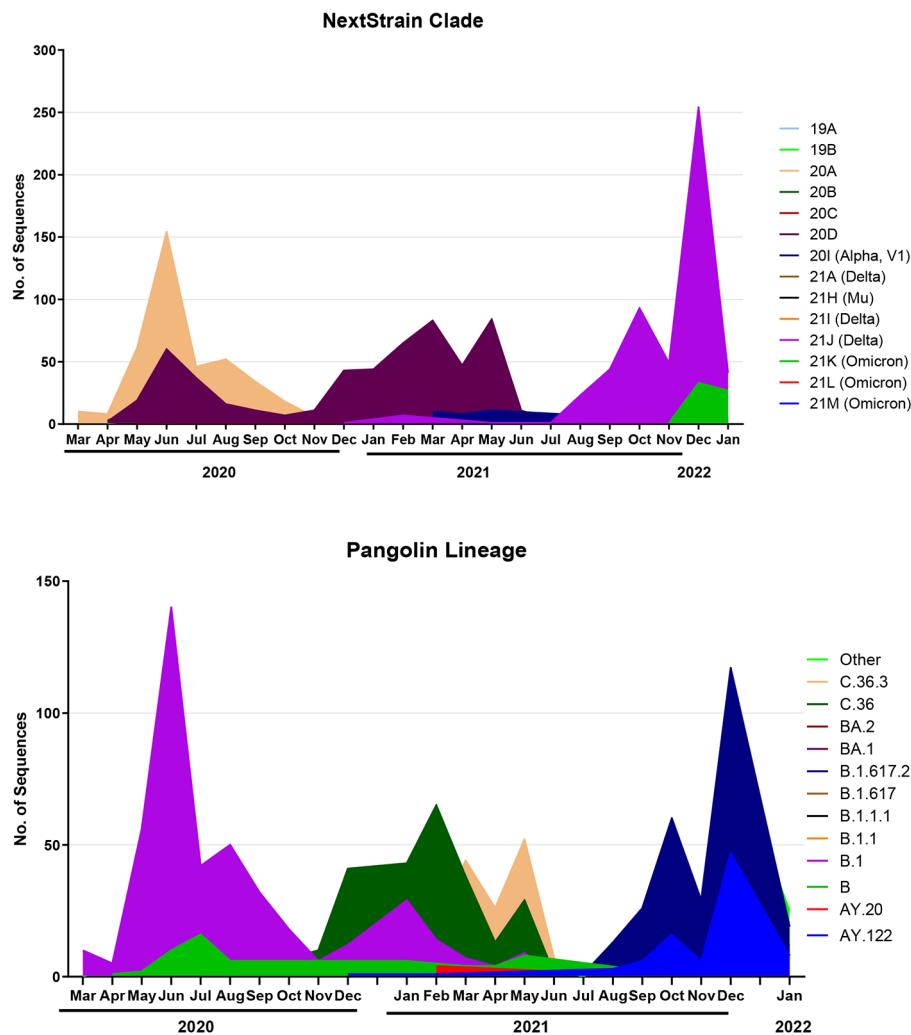 NextStrain Clade
300
250
200
150
100
50
0
No. of Sequences
Mar Apr May Jun Jul Aug Sep Oct Nov Dec Jan Feb Mar Apr May Jun Jul Aug Sep Oct Nov Dec Jan
2020 2021 2022
19A
19B
20A
20B
20C
20D
20I (Alpha, V1)
21A (Delta)
21H (Mu)
21I (Delta)
21J (Delta)
21K (Omicron)
21L (Omicron)
21M (Omicron)
Pangolin Lineage
150
100
50
0
No. of Sequences
Mar Apr May Jun Jul Aug Sep Oct Nov Dec Jan Feb Mar Apr May Jun Jul Aug Sep Oct Nov Dec Jan
2020 2021 2022
Other
C.36.3
C.36
BA.2
BA.1
B.1.617.2
B.1.617
B.1.1.1
B.1.1
B.1
B
AY.20
AY.122